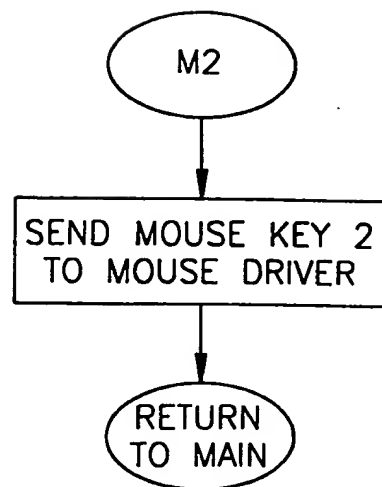 M2
SEND MOUSE KEY 2
TO MOUSE DRIVER
RETURN
TO MAIN